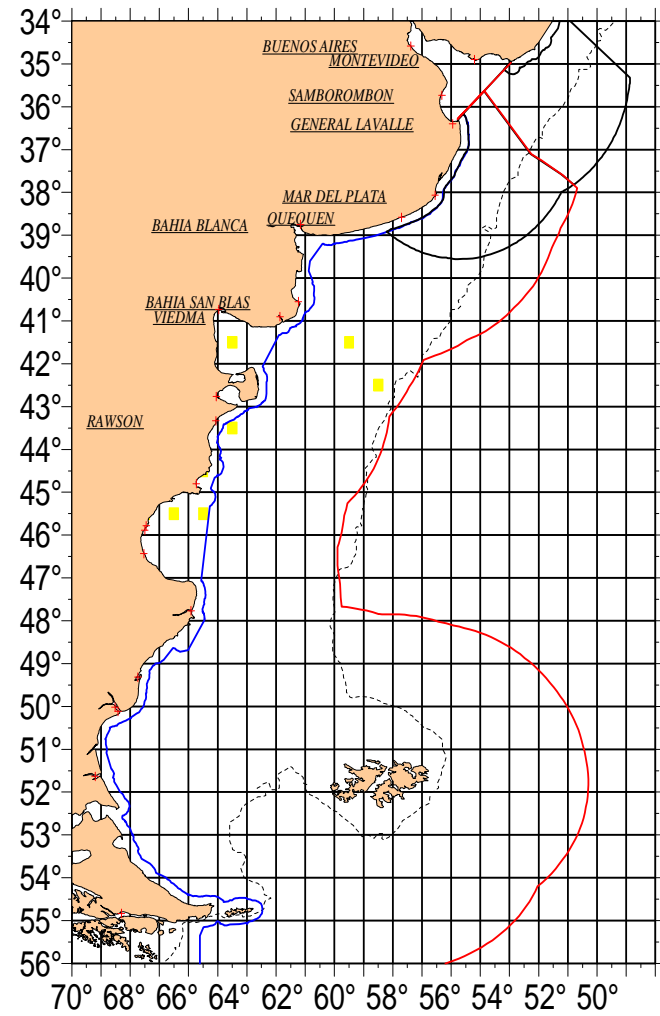 34°
BUENOS AIRES
MONTEVIDEO
35°
SAMBOROMBON
36°
GENERAL LAVALLE
37°
38°
MAR DEL PLATA
QUEQUEN
BAHIA BLANCA
39°
40°
BAHIA SAN BLAS
VIEDMA
41°
42°
43°
RAWSON
44°
45°
46°
47°
48°
49°
50°
51°
52°
53°
54°
55°
56°
70° 68° 66° 64° 62° 60° 58° 56° 54° 52° 50°